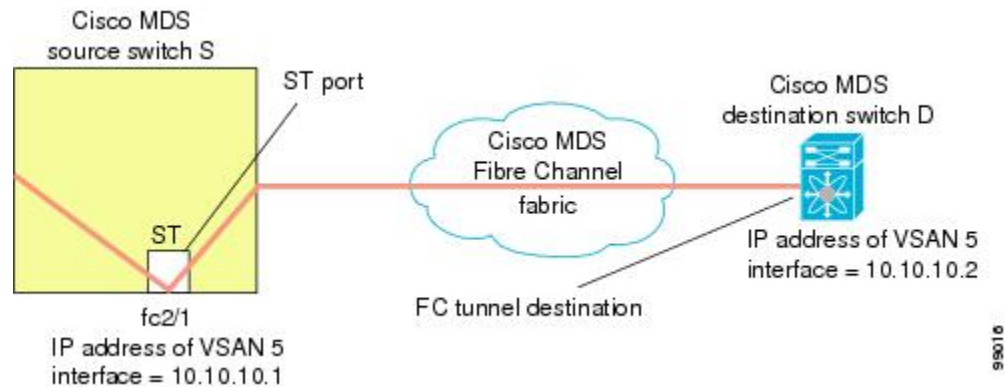 Cisco MDS
source switch S
ST port
Cisco MDS
destination switch D
Cisco MDS
Fibre Channel
fabric
ST
fc2/1
IP address of VSAN 5
interface = 10.10.10.1
FC tunnel destination
IP address of VSAN 5
interface = 10.10.10.2
99016